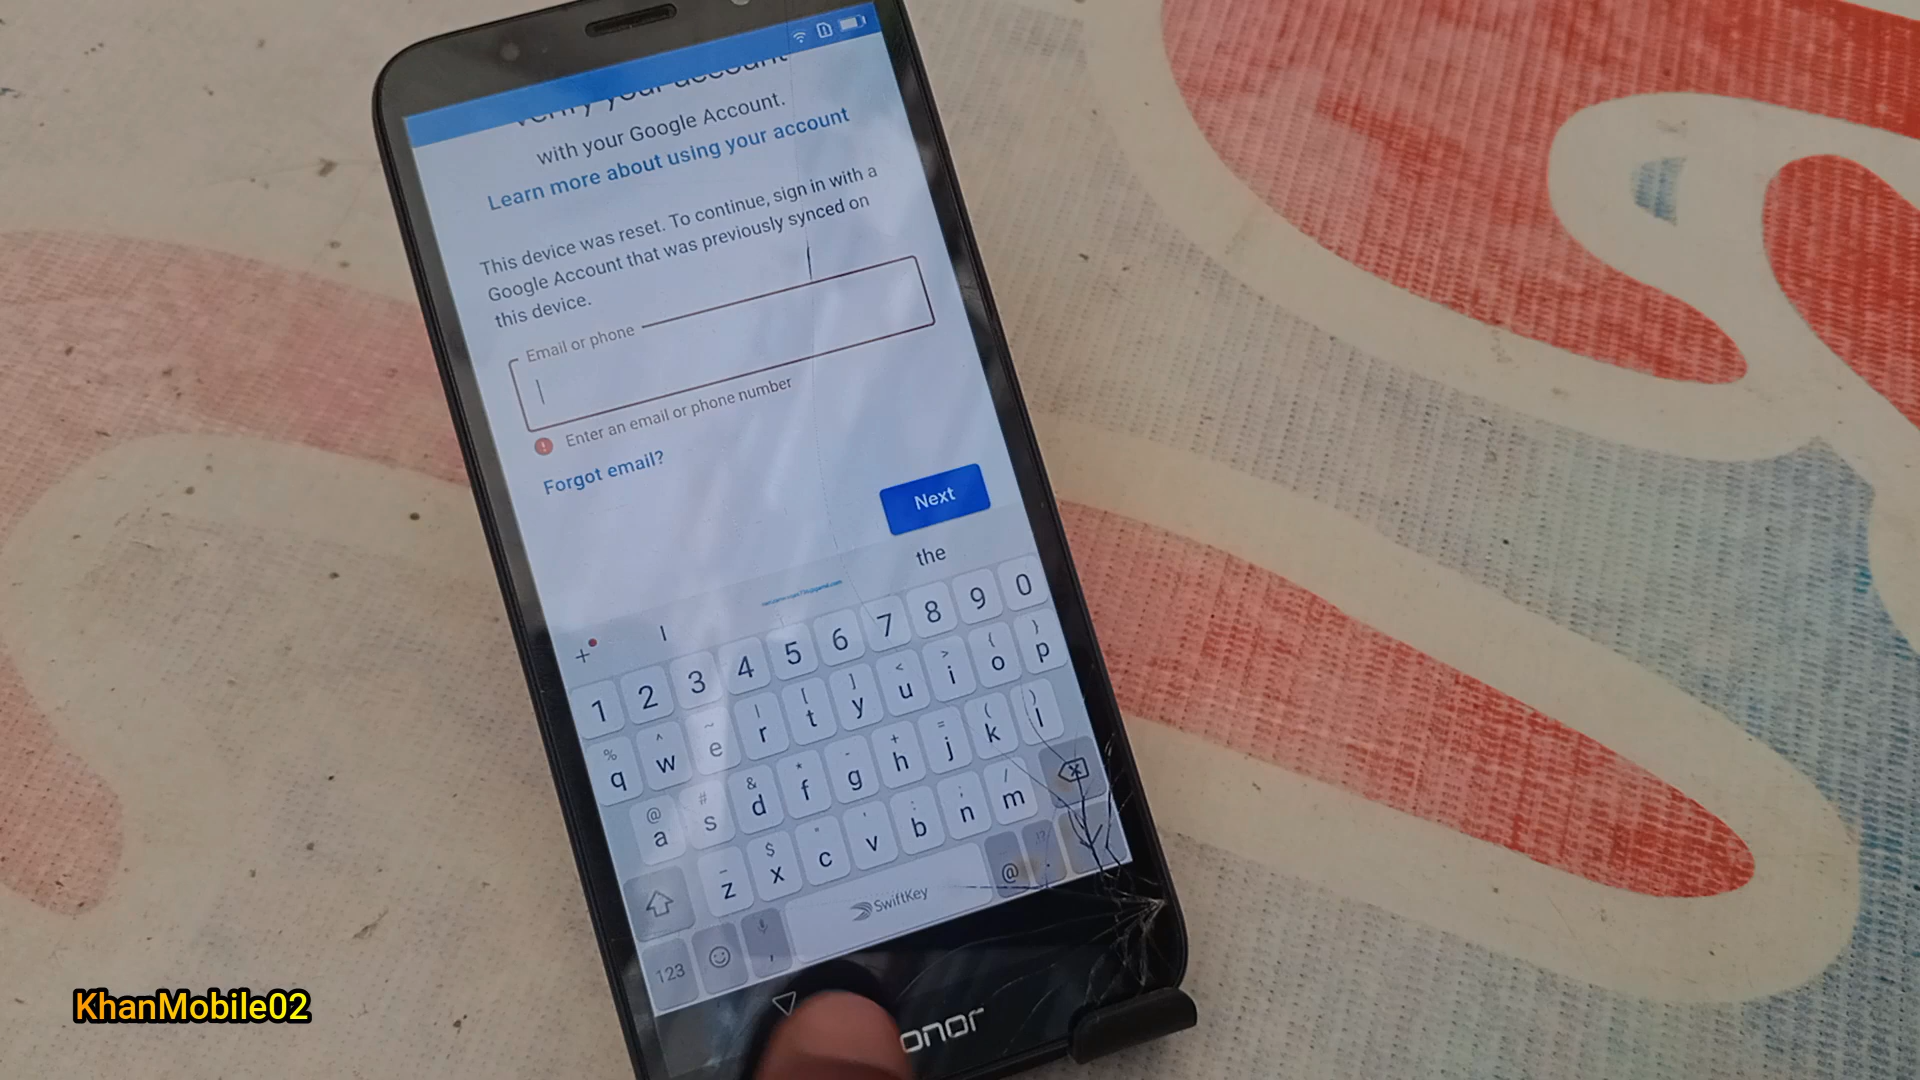 verify your account
with your Google Account.
Learn more about using your account
This device was reset. To continue, sign in with a
Google Account that was previously synced on
this device.
Email or phone
Enter an email or phone number
Forgot email?
Next
I
the
1 2 3 4 5 6 7 8 9 0
% ^ ~ | [ ] < > { }
q w e r t y u i o p
@ # & * - + = ( )
a s d f g h j k l
_ $ " ' : ; /
z x c v b n m
123 , SwiftKey @ !?/ .
honor
KhanMobile02